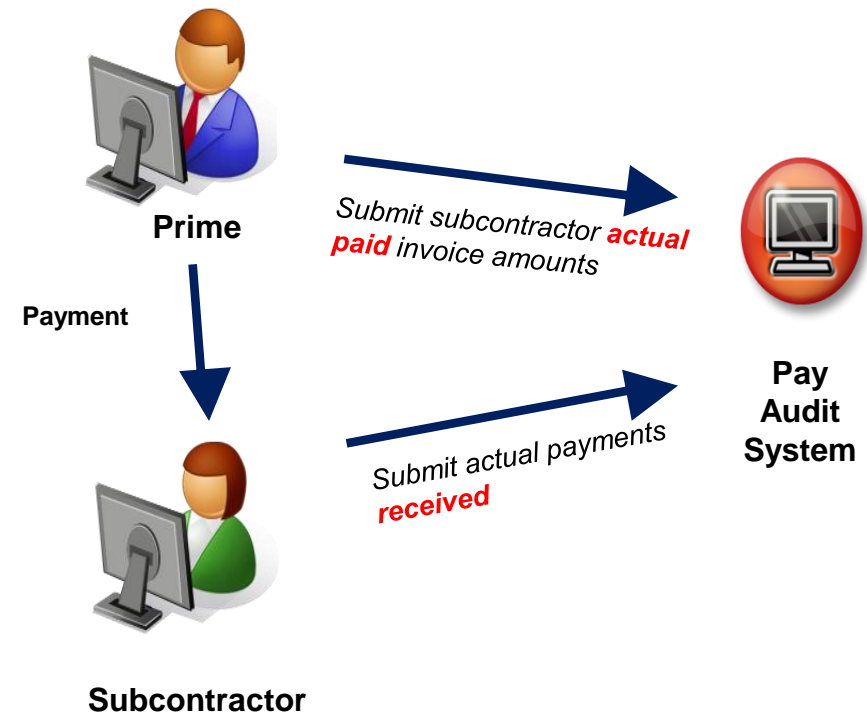 Prime
Submit subcontractor actual
paid invoice amounts
Payment
Pay
Audit
System
Submit actual payments
received
Subcontractor